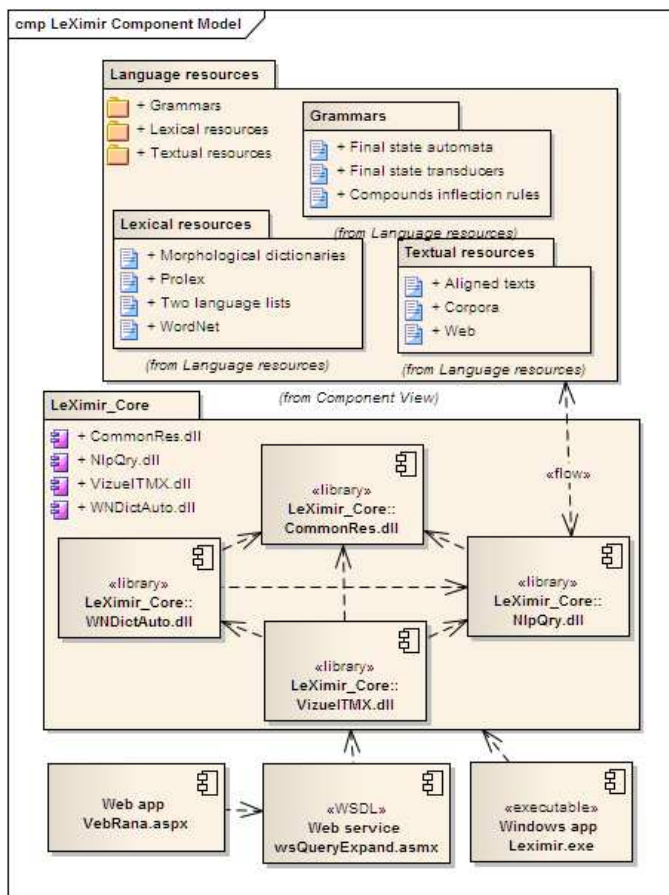 cmp LeXimir Component Model
Language resources
+ Grammars
+ Lexical resources
+ Textual resources
Grammars
+ Final state automata
+ Final state transducers
+ Compounds inflection rules
(from Language resources)
Lexical resources
+ Morphological dictionaries
+ Prolex
+ Two language lists
+ WordNet
(from Language resources)
Textual resources
+ Aligned texts
+ Corpora
+ Web
(from Language resources)
(from Component View)
LeXimir_Core
+ CommonRes.dll
+ NlpQry.dll
+ VizuelTMX.dll
+ WNDictAuto.dll
«flow»
«library»
LeXimir_Core::
CommonRes.dll
«library»
LeXimir_Core::
WNDictAuto.dll
«library»
LeXimir_Core::
NlpQry.dll
«library»
LeXimir_Core::
VizuelTMX.dll
Web app
VebRana.aspx
«WSDL»
Web service
wsQueryExpand.asmx
«executable»
Windows app
Leximir.exe